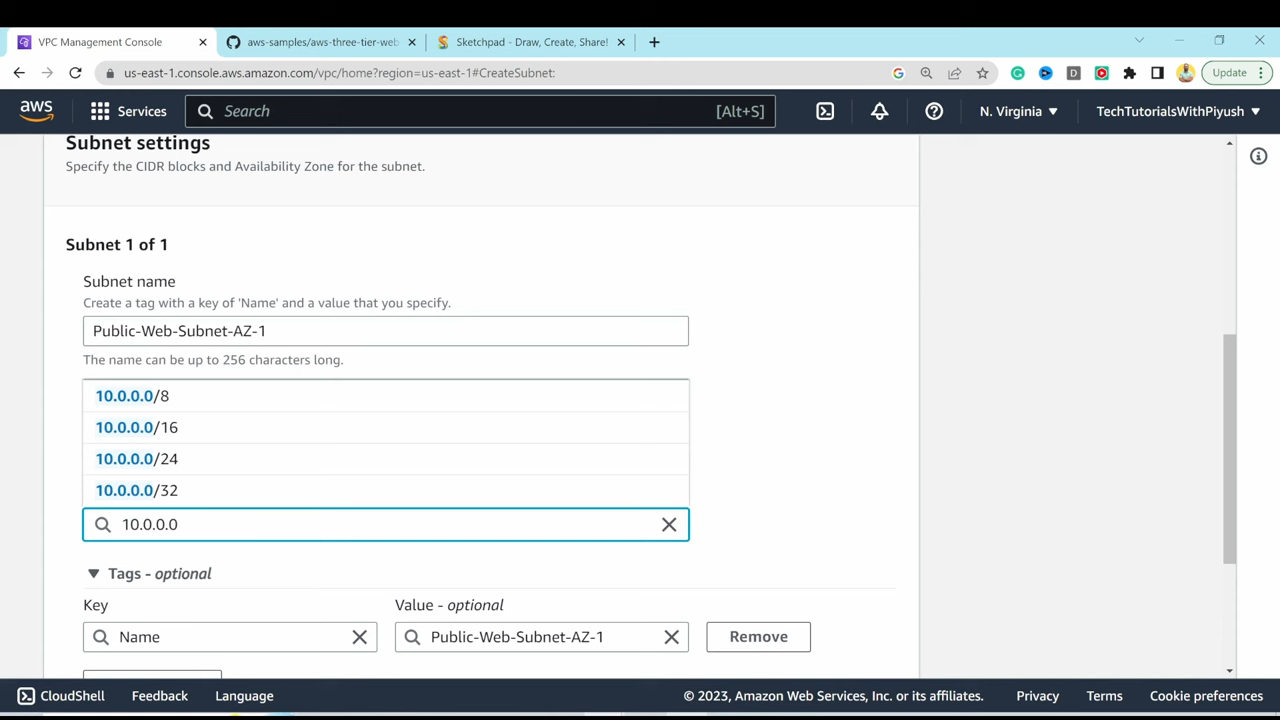 VPC Management Console
aws-samples/aws-three-tier-web-
Sketchpad - Draw, Create, Share!
us-east-1.console.aws.amazon.com/vpc/home?region=us-east-1#CreateSubnet:
Update
aws
Services
Search
[Alt+S]
N. Virginia
TechTutorialsWithPiyush
Subnet settings
Specify the CIDR blocks and Availability Zone for the subnet.
Subnet 1 of 1
Subnet name
Create a tag with a key of 'Name' and a value that you specify.
Public-Web-Subnet-AZ-1
The name can be up to 256 characters long.
10.0.0.0/8
10.0.0.0/16
10.0.0.0/24
10.0.0.0/32
10.0.0.0
Tags - optional
Key
Value - optional
Name
Public-Web-Subnet-AZ-1
Remove
CloudShell
Feedback
Language
© 2023, Amazon Web Services, Inc. or its affiliates.
Privacy
Terms
Cookie preferences